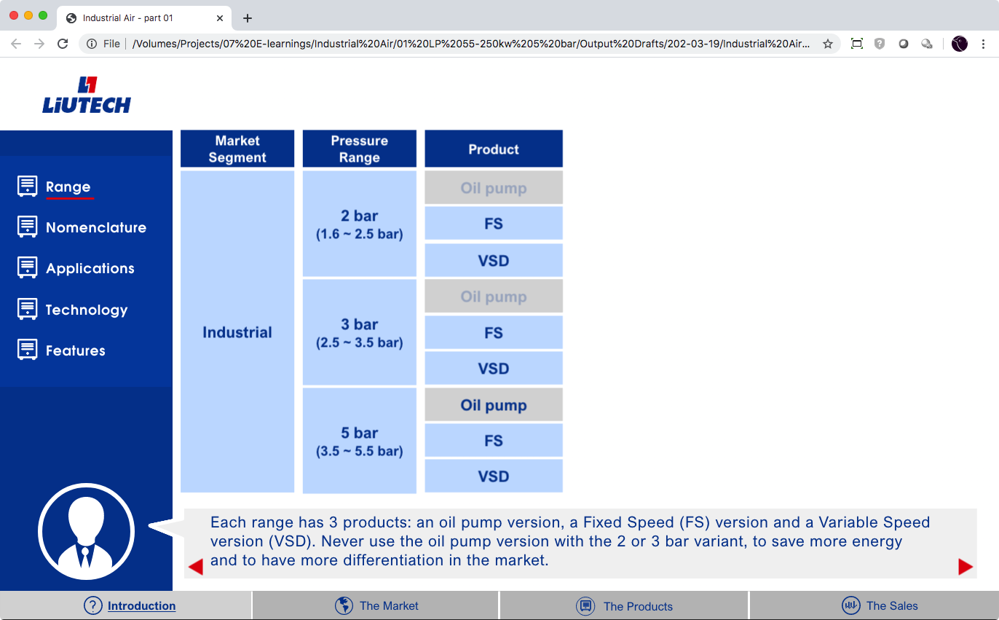 Industrial Air - part 01
File
/Volumes/Projects/07%20E-learnings/Industrial%20Air/01%20LP%2055-250kw%205%20bar/Output%20Drafts/202-03-19/Industrial%20Air...
LiUTECH
Range
Nomenclature
Applications
Technology
Features
Market
Segment
Pressure
Range
Product
Industrial
2 bar
(1.6 ~ 2.5 bar)
Oil pump
FS
VSD
3 bar
(2.5 ~ 3.5 bar)
Oil pump
FS
VSD
5 bar
(3.5 ~ 5.5 bar)
Oil pump
FS
VSD
Each range has 3 products: an oil pump version, a Fixed Speed (FS) version and a Variable Speed
version (VSD). Never use the oil pump version with the 2 or 3 bar variant, to save more energy
and to have more differentiation in the market.
? Introduction
The Market
The Products
The Sales